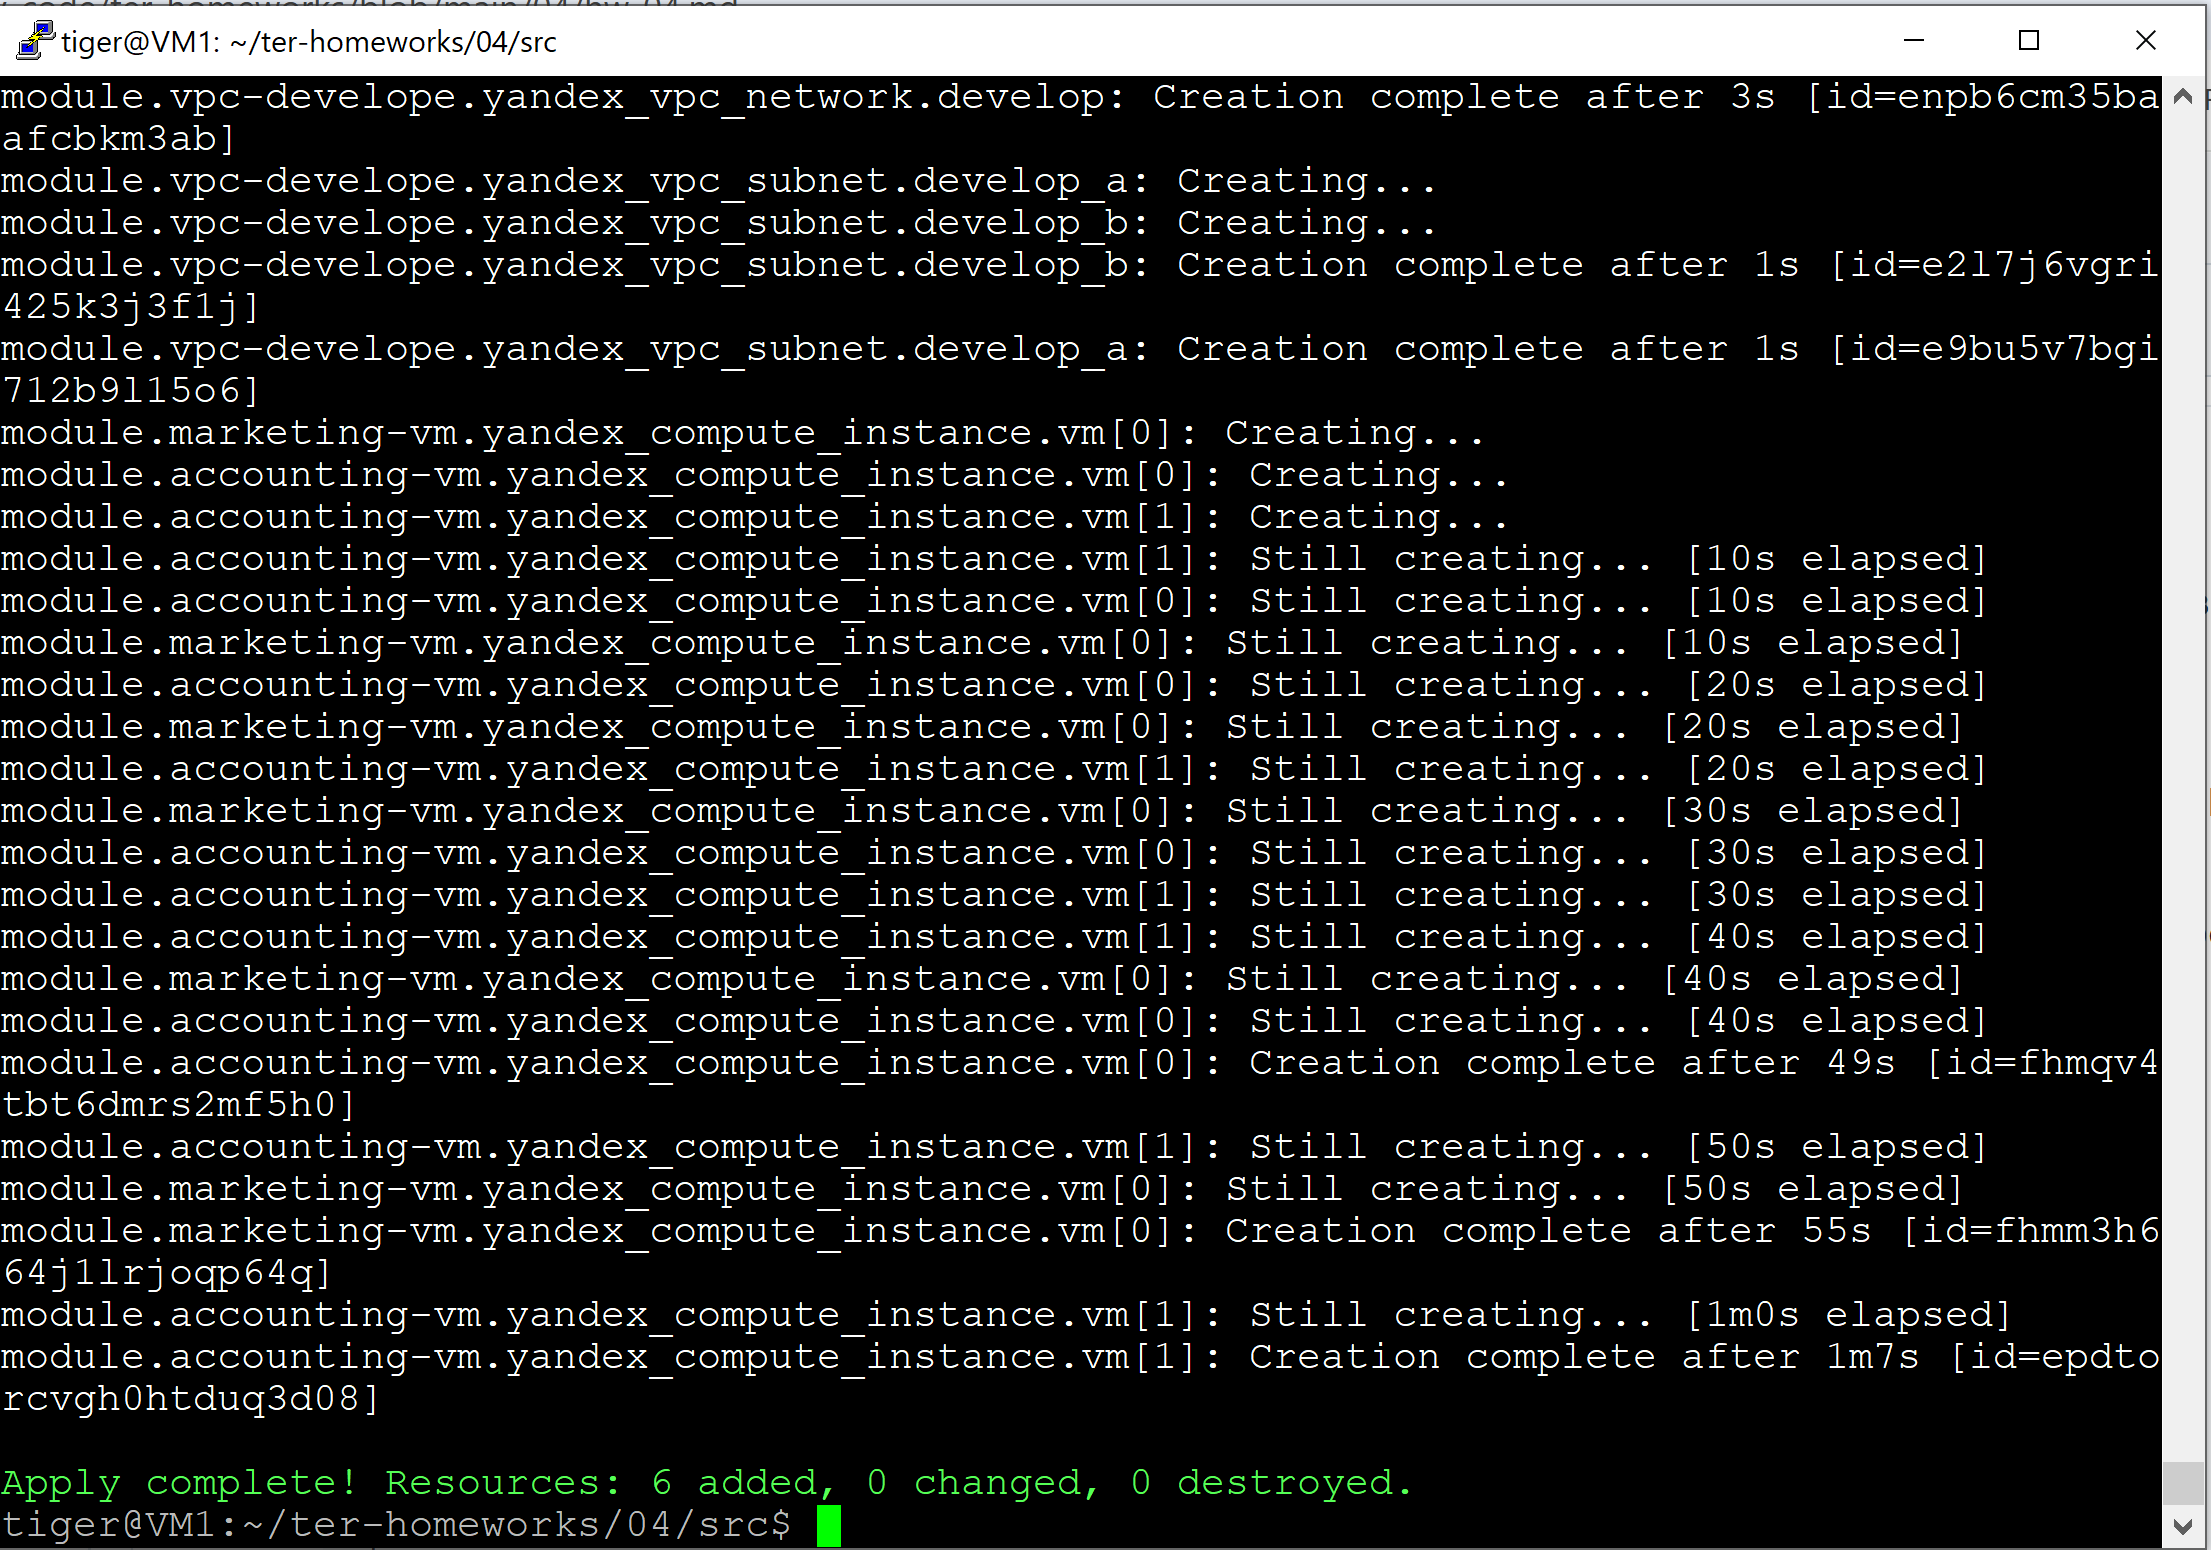 tiger@VM1: ~/ter-homeworks/04/src
module.vpc-develope.yandex_vpc_network.develop: Creation complete after 3s [id=enpb6cm35ba
afcbkm3ab]
module.vpc-develope.yandex_vpc_subnet.develop_a: Creating...
module.vpc-develope.yandex_vpc_subnet.develop_b: Creating...
module.vpc-develope.yandex_vpc_subnet.develop_b: Creation complete after 1s [id=e2l7j6vgri
425k3j3f1j]
module.vpc-develope.yandex_vpc_subnet.develop_a: Creation complete after 1s [id=e9bu5v7bgi
712b9l15o6]
module.marketing-vm.yandex_compute_instance.vm[0]: Creating...
module.accounting-vm.yandex_compute_instance.vm[0]: Creating...
module.accounting-vm.yandex_compute_instance.vm[1]: Creating...
module.accounting-vm.yandex_compute_instance.vm[1]: Still creating... [10s elapsed]
module.accounting-vm.yandex_compute_instance.vm[0]: Still creating... [10s elapsed]
module.marketing-vm.yandex_compute_instance.vm[0]: Still creating... [10s elapsed]
module.accounting-vm.yandex_compute_instance.vm[0]: Still creating... [20s elapsed]
module.marketing-vm.yandex_compute_instance.vm[0]: Still creating... [20s elapsed]
module.accounting-vm.yandex_compute_instance.vm[1]: Still creating... [20s elapsed]
module.marketing-vm.yandex_compute_instance.vm[0]: Still creating... [30s elapsed]
module.accounting-vm.yandex_compute_instance.vm[0]: Still creating... [30s elapsed]
module.accounting-vm.yandex_compute_instance.vm[1]: Still creating... [30s elapsed]
module.accounting-vm.yandex_compute_instance.vm[1]: Still creating... [40s elapsed]
module.marketing-vm.yandex_compute_instance.vm[0]: Still creating... [40s elapsed]
module.accounting-vm.yandex_compute_instance.vm[0]: Still creating... [40s elapsed]
module.accounting-vm.yandex_compute_instance.vm[0]: Creation complete after 49s [id=fhmqv4
tbt6dmrs2mf5h0]
module.accounting-vm.yandex_compute_instance.vm[1]: Still creating... [50s elapsed]
module.marketing-vm.yandex_compute_instance.vm[0]: Still creating... [50s elapsed]
module.marketing-vm.yandex_compute_instance.vm[0]: Creation complete after 55s [id=fhmm3h6
64j1lrjoqp64q]
module.accounting-vm.yandex_compute_instance.vm[1]: Still creating... [1m0s elapsed]
module.accounting-vm.yandex_compute_instance.vm[1]: Creation complete after 1m7s [id=epdto
rcvgh0htduq3d08]
Apply complete! Resources: 6 added, 0 changed, 0 destroyed.
tiger@VM1:~/ter-homeworks/04/src$